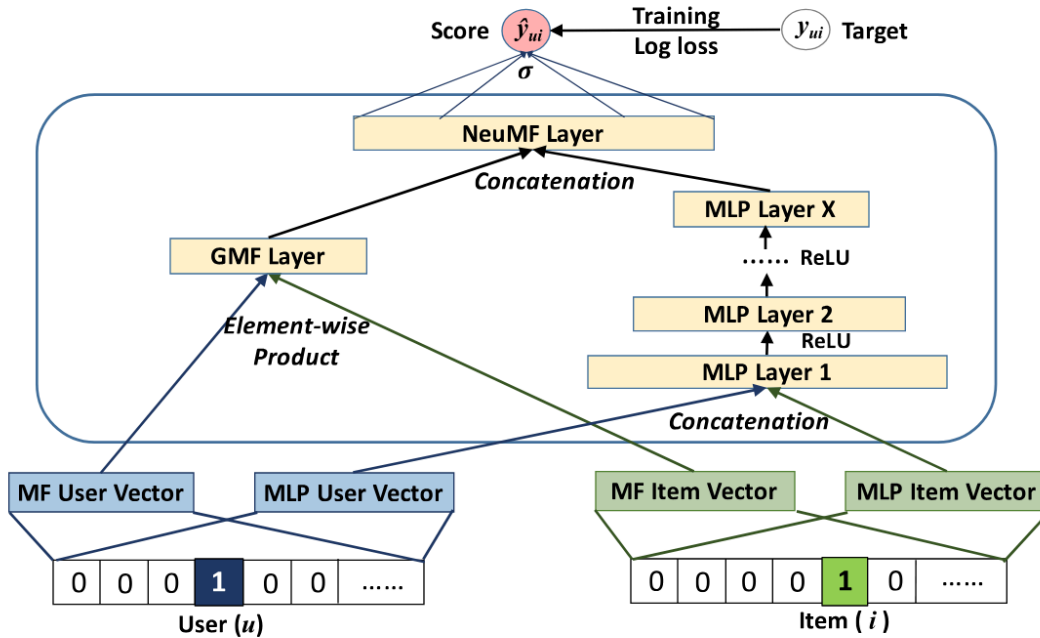 Score ŷui Training yui Target
Log loss
σ
NeuMF Layer
Concatenation
MLP Layer X
GMF Layer
...... ReLU
Element-wise
Product
MLP Layer 2
ReLU
MLP Layer 1
Concatenation
MF User Vector MLP User Vector MF Item Vector MLP Item Vector
0 0 0 1 0 0 ...... 0 0 0 0 1 0 ......
User (u) Item ( i )